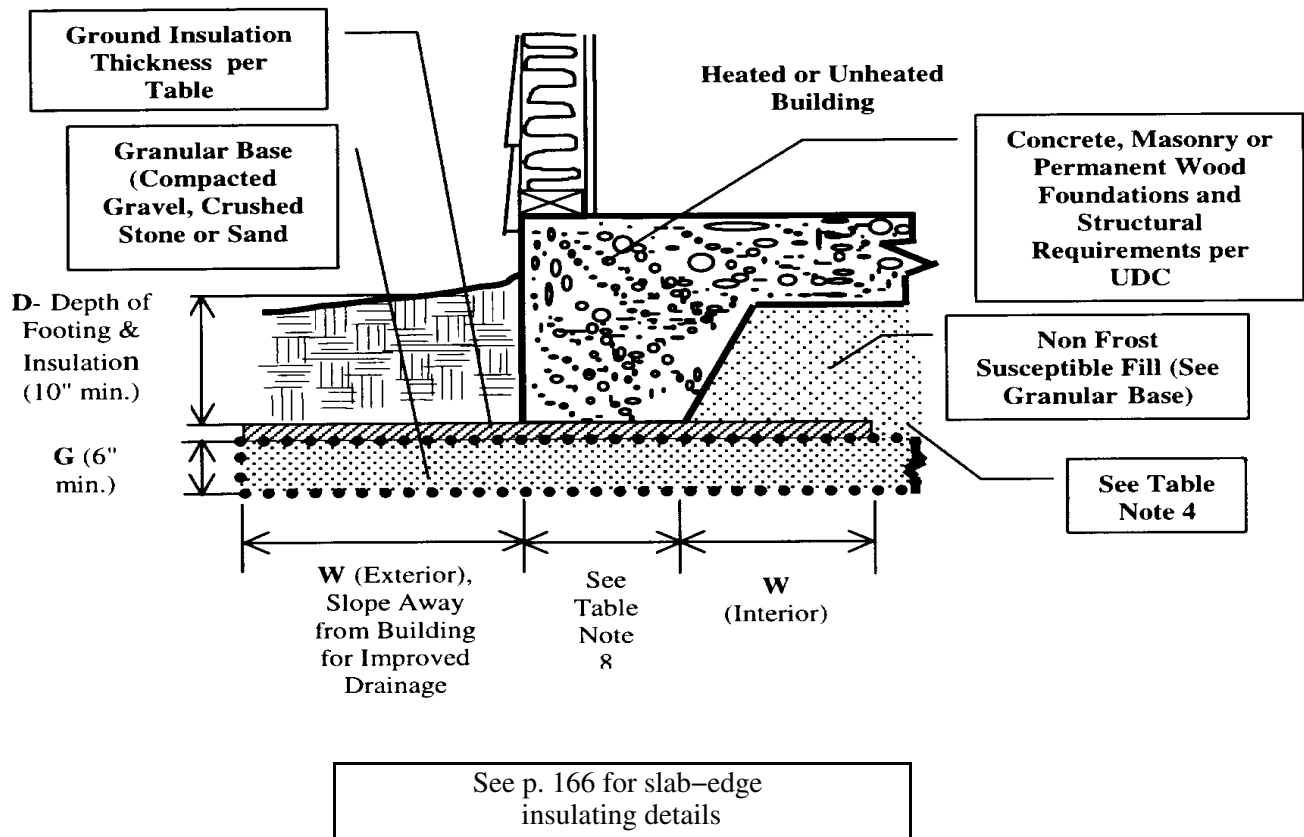 Ground Insulation
Thickness per
Table
Heated or Unheated
Building
Granular Base
(Compacted
Gravel, Crushed
Stone or Sand
Concrete, Masonry or
Permanent Wood
Foundations and
Structural
Requirements per
UDC
D- Depth of
Footing &
Insulation
(10" min.)
Non Frost
Susceptible Fill (See
Granular Base)
G (6"
min.)
See Table
Note 4
W (Exterior),
Slope Away
from Building
for Improved
Drainage
See
Table
Note
8
W
(Interior)
See p. 166 for slab–edge
insulating details